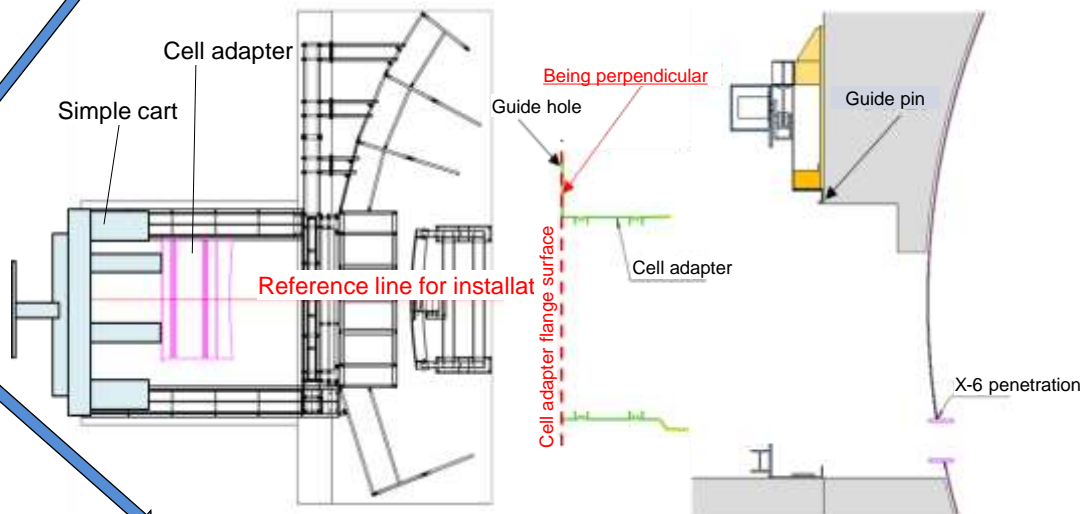 Cell adapter
Simple cart
Reference line for installat
Being perpendicular
Guide hole
Cell adapter
Cell adapter flange surface
Guide pin
X-6 penetration